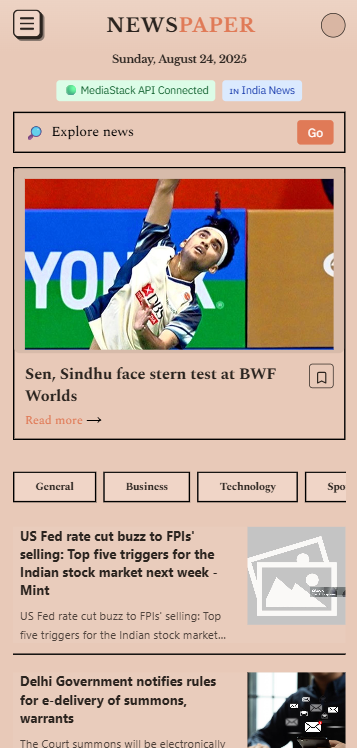 NEWSPAPER
Sunday, August 24, 2025
MediaStack API Connected
IN India News
Explore news
Go
YON X
DBS
Sen, Sindhu face stern test at BWF
Worlds
Read more →
General
Business
Technology
Spo
US Fed rate cut buzz to FPIs'
selling: Top five triggers for the
Indian stock market next week -
Mint
US Fed rate cut buzz to FPIs' selling: Top
five triggers for the Indian stock market...
Delhi Government notifies rules
for e-delivery of summons,
warrants
The Court summons will be electronically